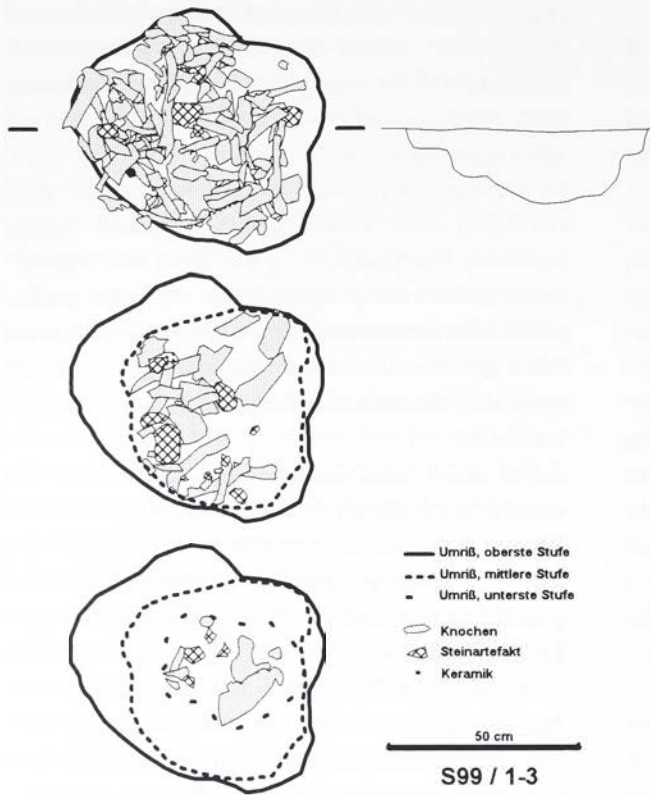 Umriß, oberste Stufe
Umriß, mittlere Stufe
Umriß, unterste Stufe
Knochen
Steinartefakt
Keramik
50 cm
S99 / 1-3